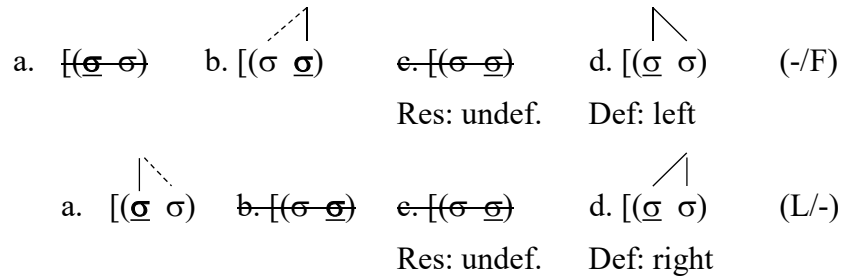 a. [(σ σ) b. [(σ σ) c. [(σ σ) d. [(σ σ) (-/F)
Res: undef. Def: left
a. [(σ σ) b. [(σ σ) c. [(σ σ) d. [(σ σ) (L/-)
Res: undef. Def: right